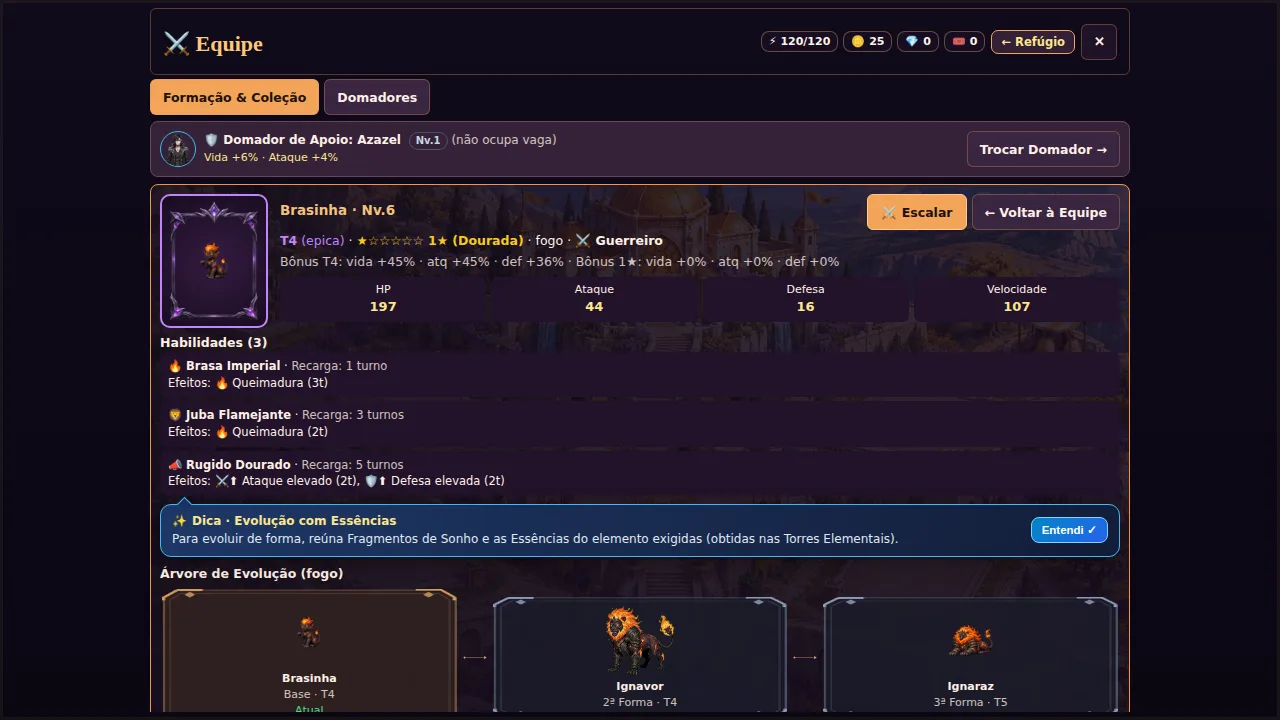 ⚔️ Equipe
⚡ 120/120 🪙 25 💎 0 🎟️ 0 ← Refúgio ✕
Formação & Coleção Domadores
🛡️ Domador de Apoio: Azazel Nv.1 (não ocupa vaga)
Vida +6% · Ataque +4%
Trocar Domador →
Brasinha · Nv.6
⚔️ Escalar ← Voltar à Equipe
T4 (epica) · ★☆☆☆☆☆ 1★ (Dourada) · fogo · ⚔️ Guerreiro
Bônus T4: vida +45% · atq +45% · def +36% · Bônus 1★: vida +0% · atq +0% · def +0%
HP Ataque Defesa Velocidade
197 44 16 107
Habilidades (3)
🔥 Brasa Imperial · Recarga: 1 turno
Efeitos: 🔥 Queimadura (3t)
🦁 Juba Flamejante · Recarga: 3 turnos
Efeitos: 🔥 Queimadura (2t)
📣 Rugido Dourado · Recarga: 5 turnos
Efeitos: ⚔️⬆ Ataque elevado (2t), 🛡️⬆ Defesa elevada (2t)
✨ Dica · Evolução com Essências
Para evoluir de forma, reúna Fragmentos de Sonho e as Essências do elemento exigidas (obtidas nas Torres Elementais).
Entendi ✓
Árvore de Evolução (fogo)
Brasinha Ignavor Ignaraz
Base · T4 2ª Forma · T4 3ª Forma · T5
Atual